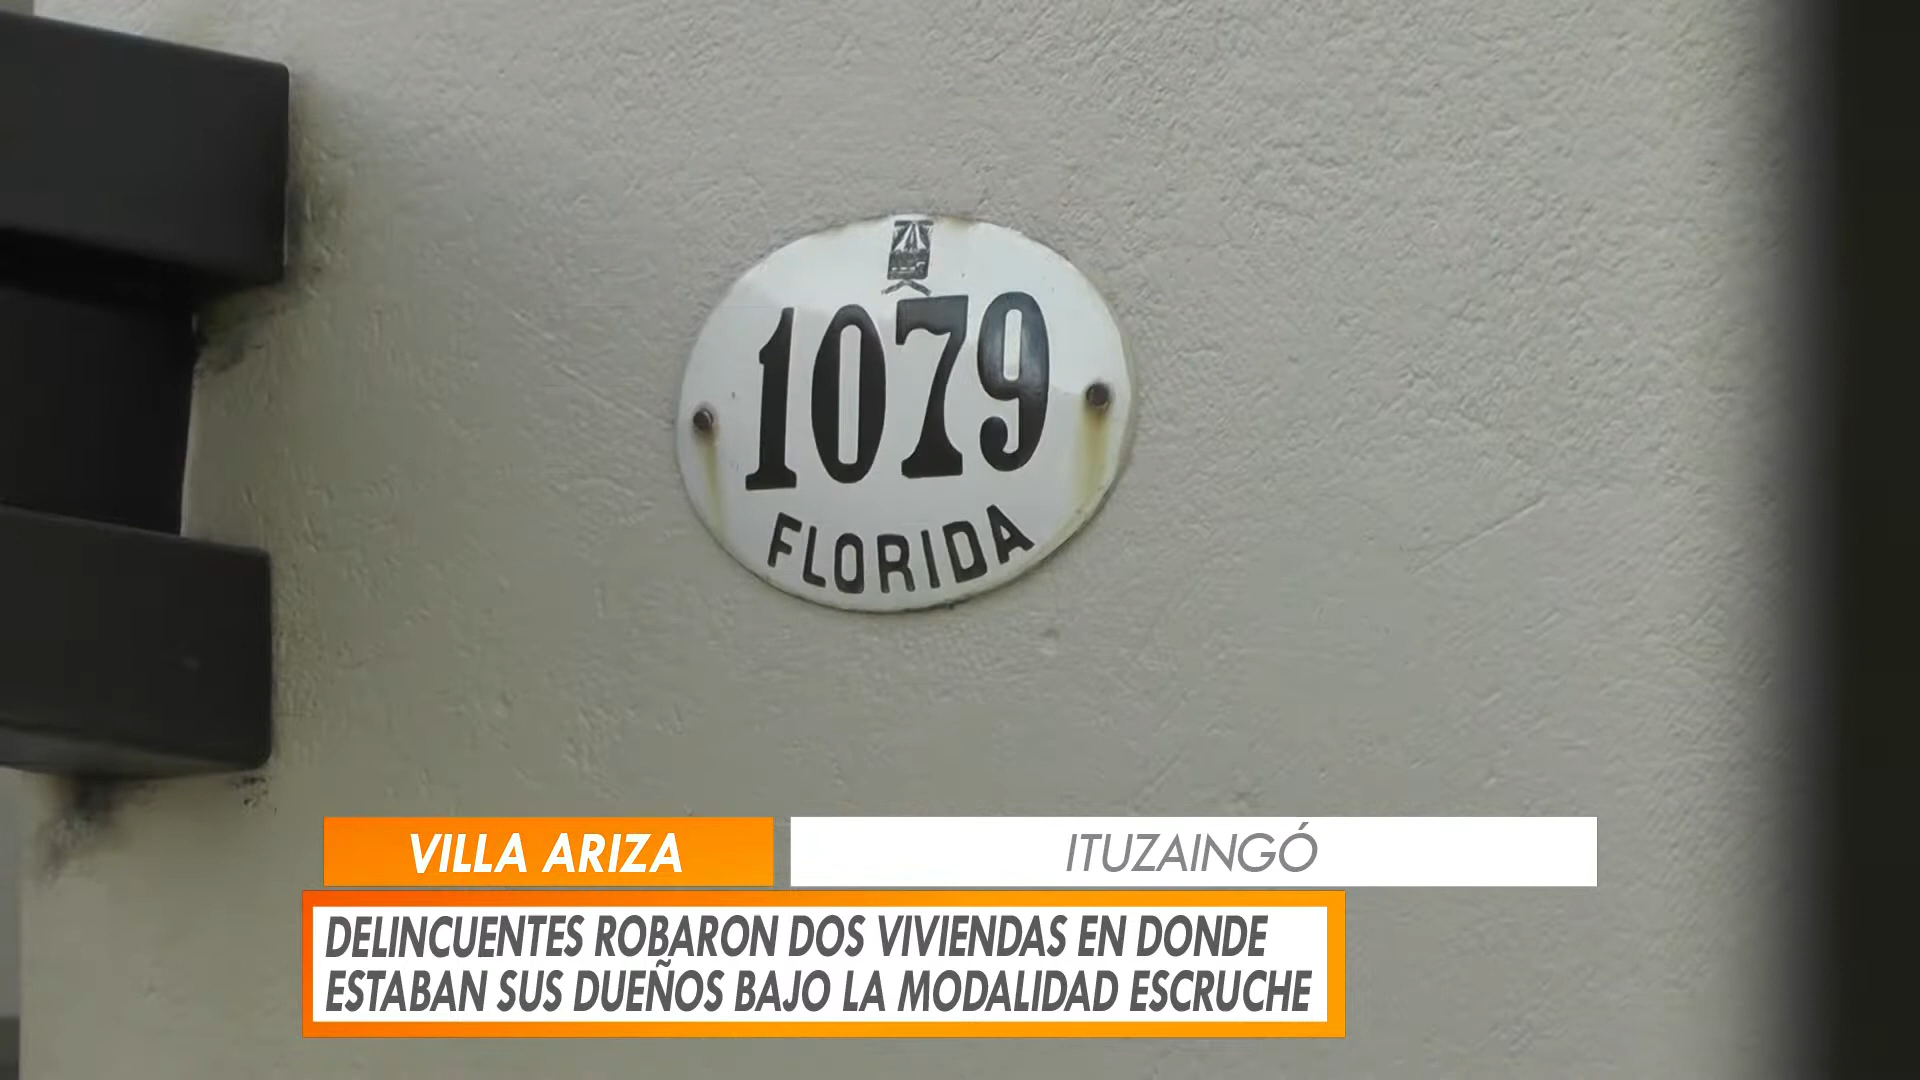 1079
FLORIDA
VILLA ARIZA
ITUZAINGÓ
DELINCUENTES ROBARON DOS VIVIENDAS EN DONDE
ESTABAN SUS DUEÑOS BAJO LA MODALIDAD ESCRUCHE